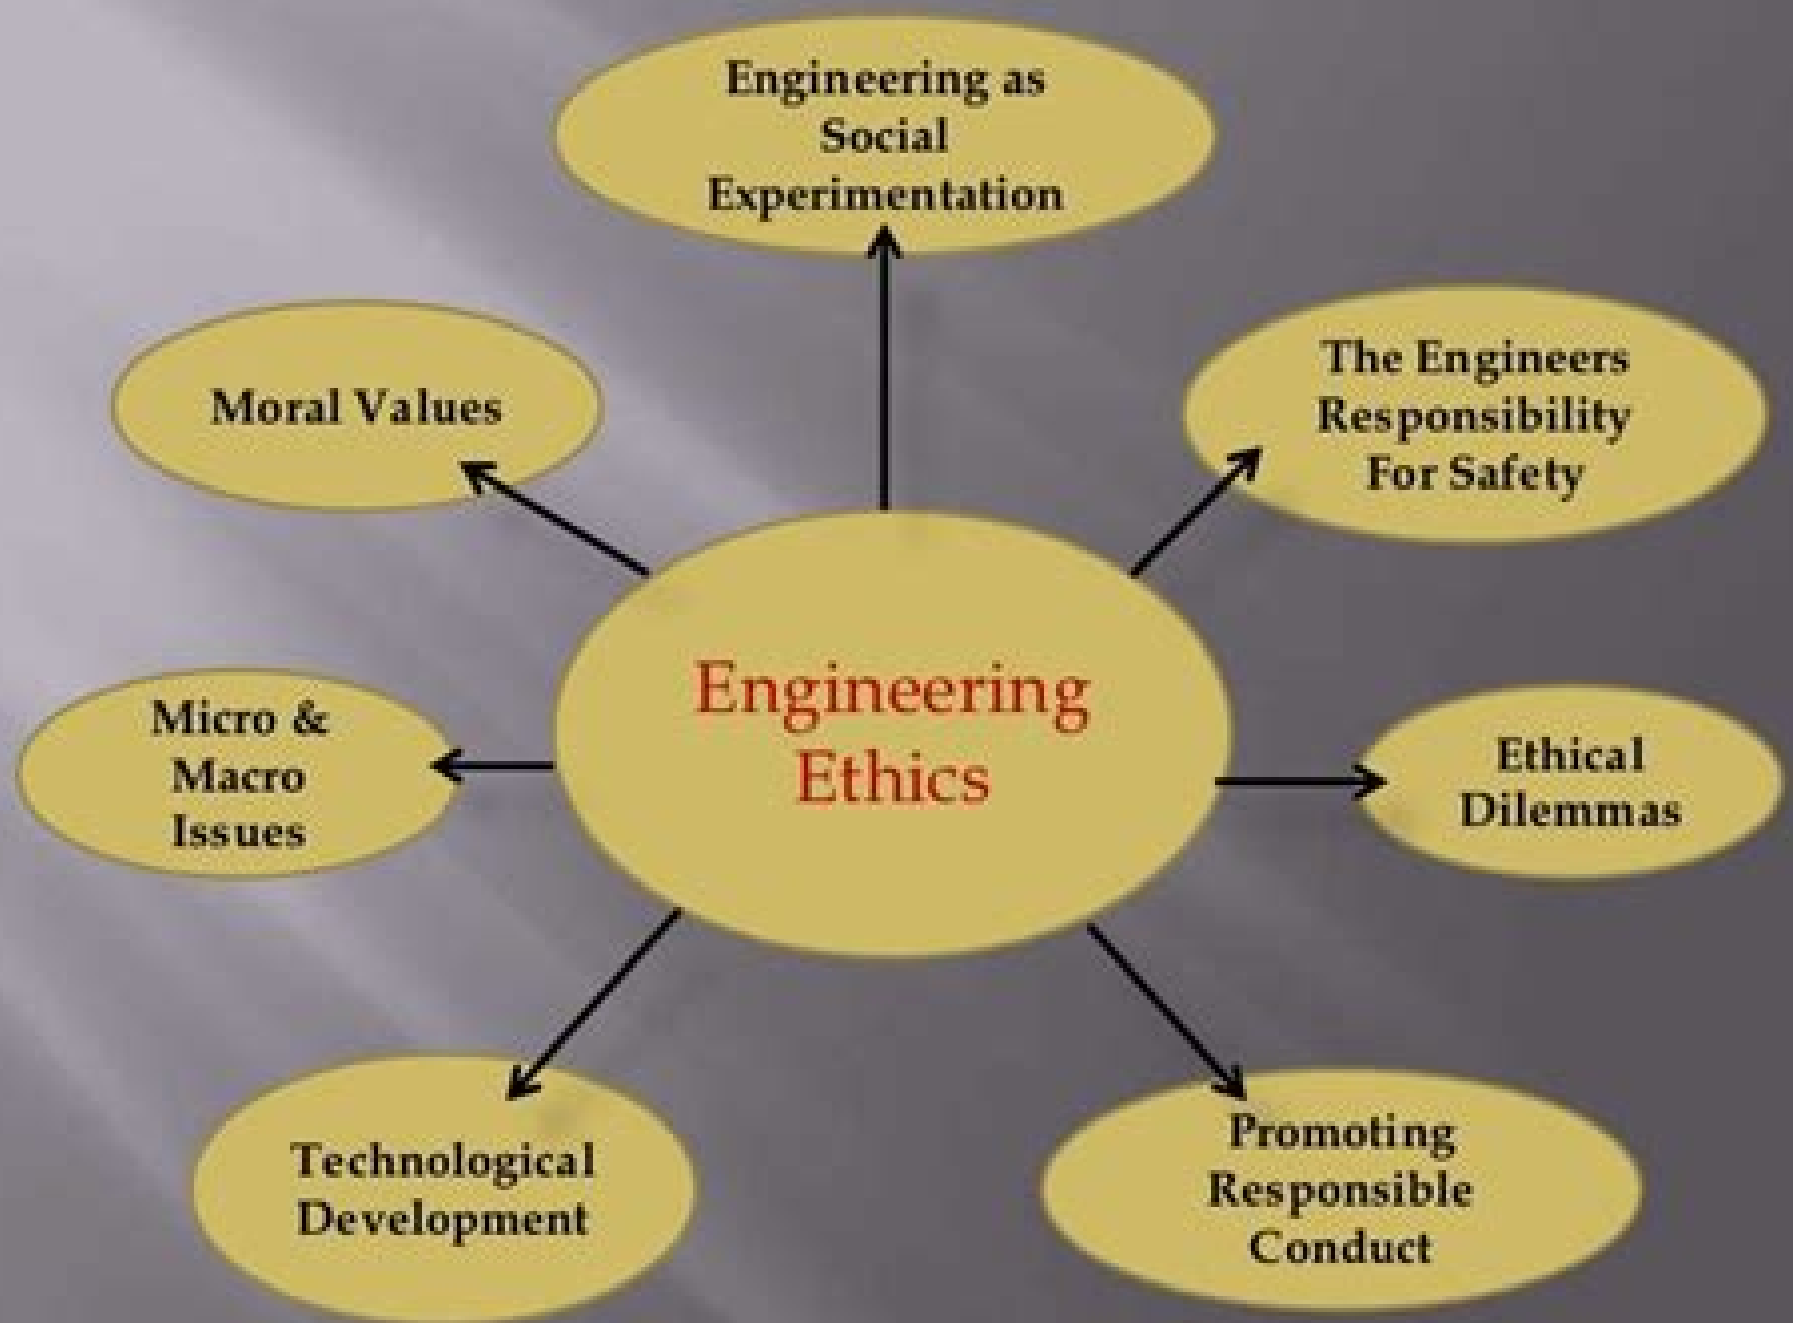 Engineering as
Social
Experimentation
The Engineers
Responsibility
For Safety
Moral Values
Engineering
Ethics
Micro &
Macro
Issues
Ethical
Dilemmas
Technological
Development
Promoting
Responsible
Conduct